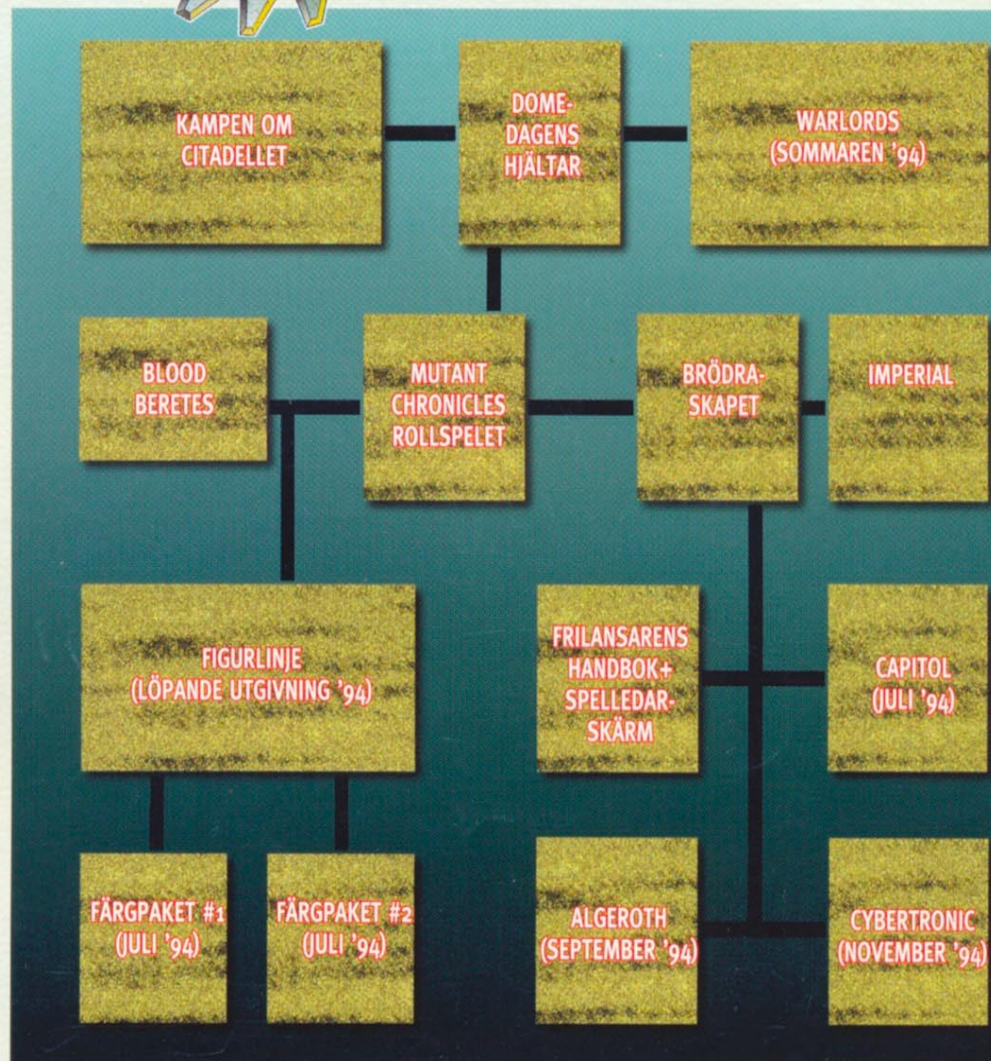 KAMPEN OM
CITADELLET
DOME-
DAGENS
HJÄLTAR
WARLORDS
(SOMMAREN '94)
BLOOD
BERETES
MUTANT
CHRONICLES
ROLLSPELET
BRÖDRA-
SKAPET
IMPERIAL
FIGURLINJE
(LÖPANDE UTGIVNING '94)
FRILANSARENS
HANDBOK+
SPELLEDAR-
SKÄRM
CAPITOL
(JULI '94)
FÄRGPAKET #1
(JULI '94)
FÄRGPAKET #2
(JULI '94)
ALGEROTH
(SEPTEMBER '94)
CYBERTRONIC
(NOVEMBER '94)